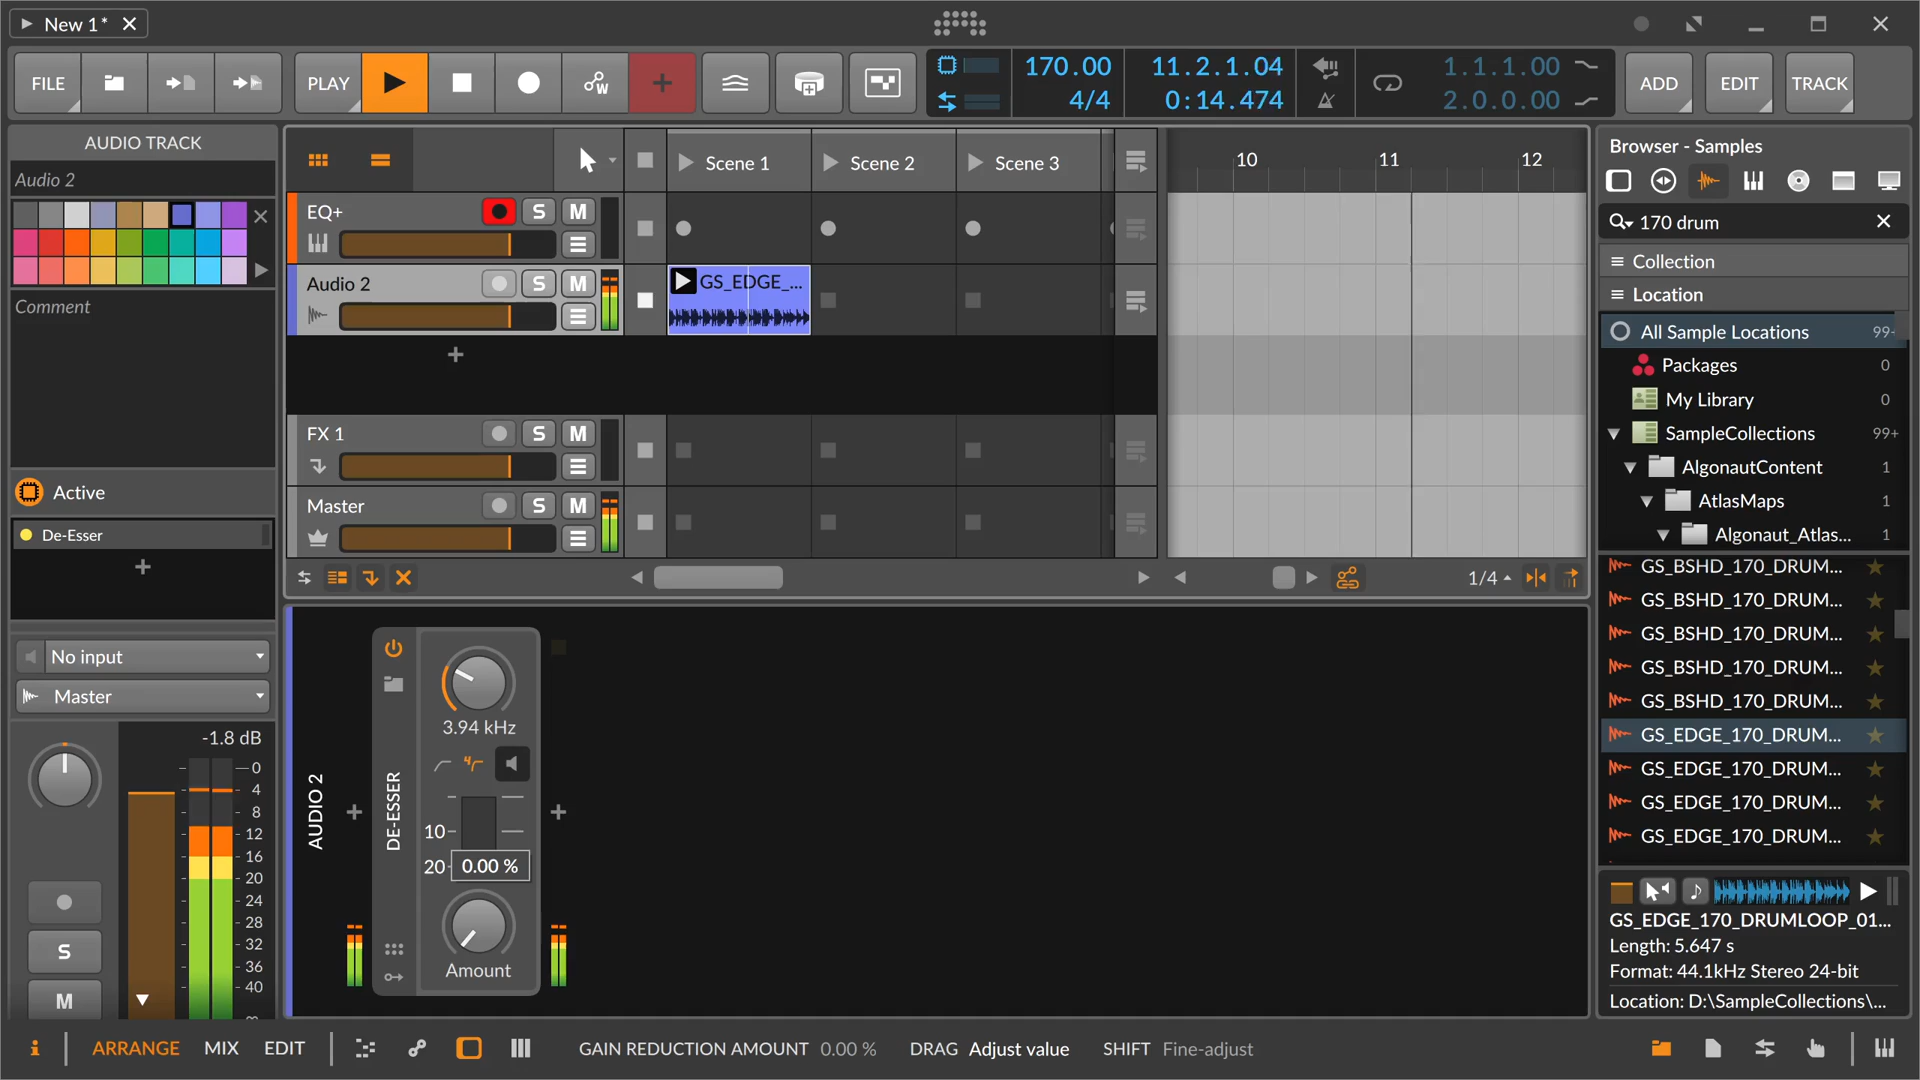 New 1*
FILE
PLAY
170.00
4/4
11.2.1.04
0:14.474
1.1.1.00
2.0.0.00
ADD
EDIT
TRACK
AUDIO TRACK
Audio 2
Comment
Active
De-Esser
No input
Master
-1.8 dB
0
4
8
12
16
20
24
28
32
36
40
S
M
Scene 1
Scene 2
Scene 3
EQ+
S
M
Audio 2
S
M
GS_EDGE_...
FX 1
S
M
Master
S
M
10
11
12
1/4
AUDIO 2
DE-ESSER
3.94 kHz
10
20
0.00 %
Amount
Browser - Samples
170 drum
Collection
Location
All Sample Locations 99+
Packages 0
My Library 0
SampleCollections 99+
AlgonautContent 1
AtlasMaps 1
Algonaut_Atlas... 1
GS_BSHD_170_DRUM...
GS_BSHD_170_DRUM...
GS_BSHD_170_DRUM...
GS_BSHD_170_DRUM...
GS_BSHD_170_DRUM...
GS_EDGE_170_DRUM...
GS_EDGE_170_DRUM...
GS_EDGE_170_DRUM...
GS_EDGE_170_DRUM...
GS_EDGE_170_DRUMLOOP_01...
Length: 5.647 s
Format: 44.1kHz Stereo 24-bit
Location: D:\SampleCollections\...
i
ARRANGE
MIX
EDIT
GAIN REDUCTION AMOUNT 0.00 %
DRAG Adjust value
SHIFT Fine-adjust